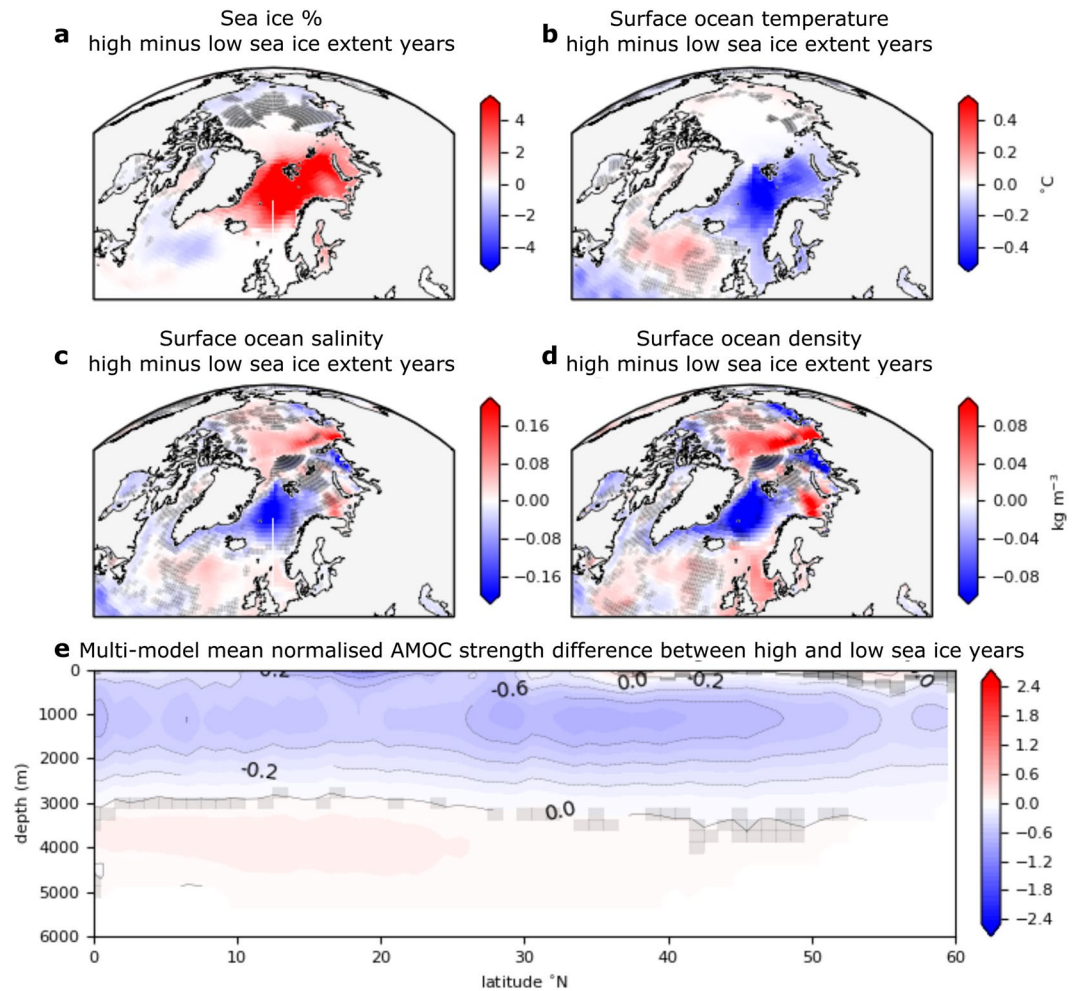 a
Sea ice %
high minus low sea ice extent years
b
Surface ocean temperature
high minus low sea ice extent years
4
2
0
−2
−4
0.4
0.2
0.0
−0.2
−0.4
°C
c
Surface ocean salinity
high minus low sea ice extent years
d
Surface ocean density
high minus low sea ice extent years
0.16
0.08
0.00
−0.08
−0.16
0.08
0.04
0.00
−0.04
−0.08
kg m⁻³
e Multi-model mean normalised AMOC strength difference between high and low sea ice years
0
1000
2000
3000
4000
5000
6000
depth (m)
-0.6
0.0
-0.2
-0.2
0.0
0
10
20
30
40
50
60
latitude °N
2.4
1.8
1.2
0.6
0.0
−0.6
−1.2
−1.8
−2.4